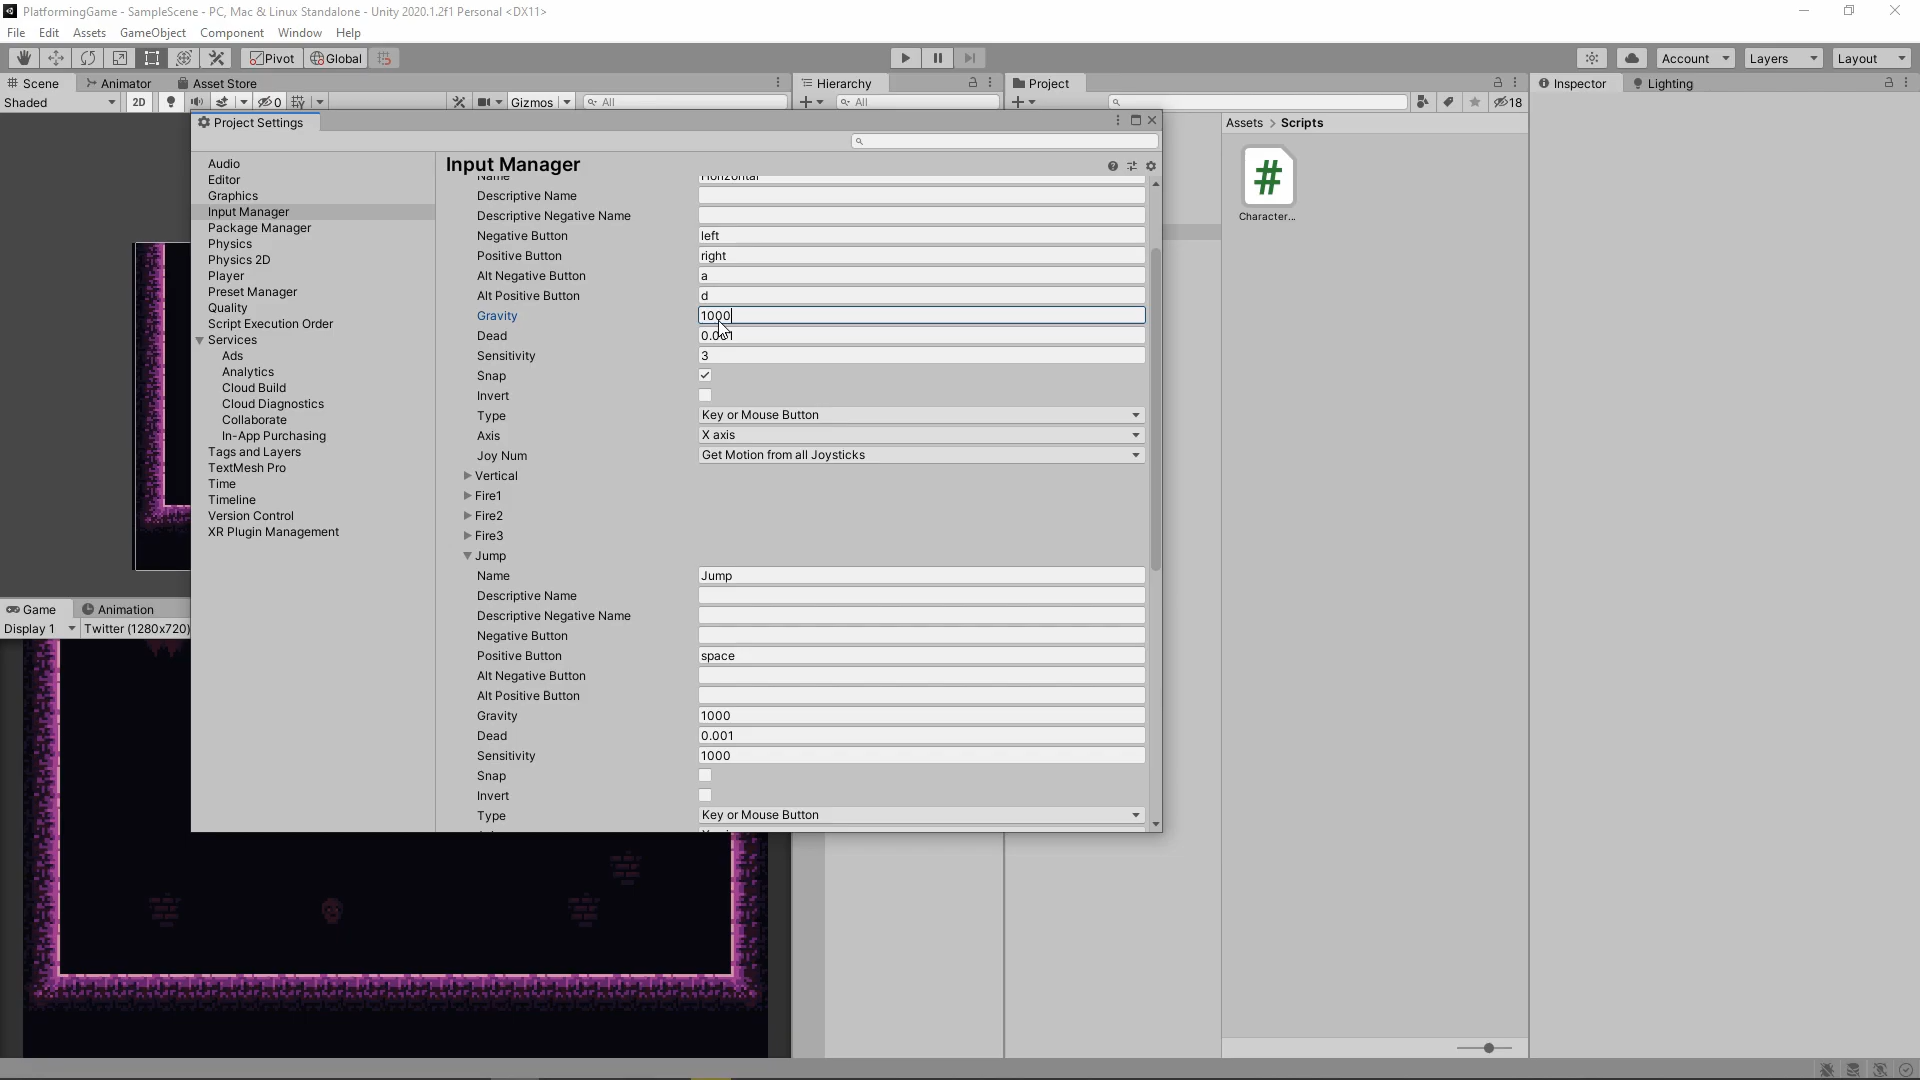 PlatformingGame - SampleScene - PC, Mac & Linux Standalone - Unity 2020.1.2f1 Personal <DX11>
File Edit Assets GameObject Component Window Help
Pivot Global Account Layers Layout
Scene Animator Asset Store Hierarchy Project Inspector Lighting
Shaded 2D 0 Gizmos All All 18
Project Settings
Assets > Scripts
Character...
Audio
Editor
Graphics
Input Manager
Package Manager
Physics
Physics 2D
Player
Preset Manager
Quality
Script Execution Order
Services
Ads
Analytics
Cloud Build
Cloud Diagnostics
Collaborate
In-App Purchasing
Tags and Layers
TextMesh Pro
Time
Timeline
Version Control
XR Plugin Management
Input Manager
Name Horizontal
Descriptive Name
Descriptive Negative Name
Negative Button left
Positive Button right
Alt Negative Button a
Alt Positive Button d
Gravity 1000
Dead 0.001
Sensitivity 3
Snap
Invert
Type Key or Mouse Button
Axis X axis
Joy Num Get Motion from all Joysticks
Vertical
Fire1
Fire2
Fire3
Jump
Name Jump
Descriptive Name
Descriptive Negative Name
Negative Button
Positive Button space
Alt Negative Button
Alt Positive Button
Gravity 1000
Dead 0.001
Sensitivity 1000
Snap
Invert
Type Key or Mouse Button
Game Animation
Display 1 Twitter (1280x720)